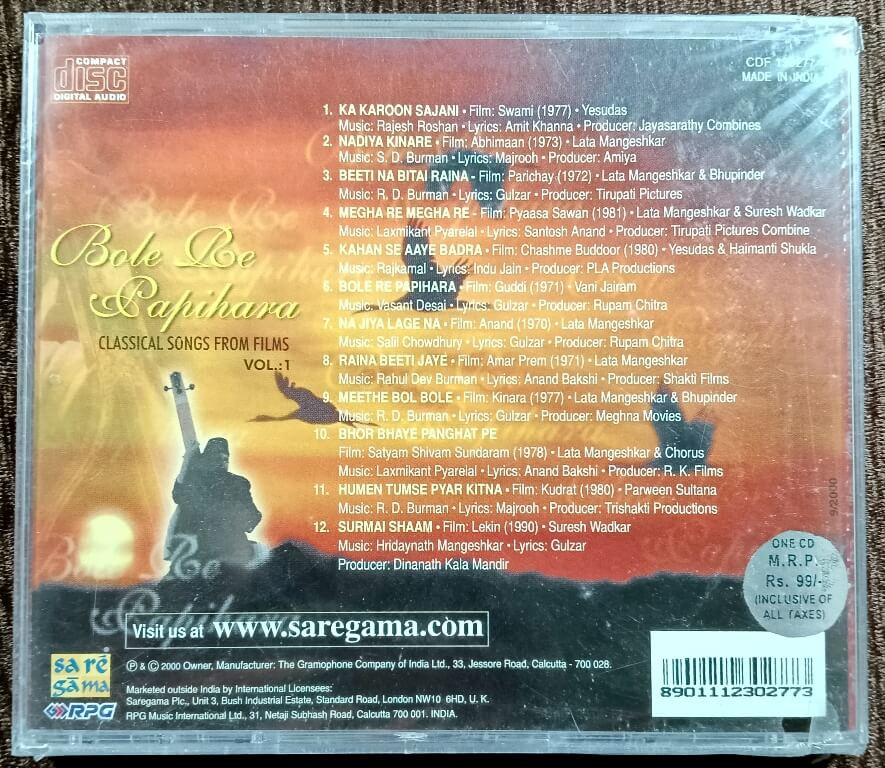 COMPACT
disc
DIGITAL AUDIO
CDF
MADE IN INDIA
1. KA KAROON SAJANI • Film: Swami (1977) • Yesudas
Music: Rajesh Roshan • Lyrics: Amit Khanna • Producer: Jayasarathy Combines
2. NADIYA KINARE • Film: Abhimaan (1973) • Lata Mangeshkar
Music: S. D. Burman • Lyrics: Majrooh • Producer: Amiya
3. BEETI NA BITAI RAINA - Film: Parichay (1972) • Lata Mangeshkar & Bhupinder
Music: R. D. Burman • Lyrics: Gulzar • Producer: Tirupati Pictures
4. MEGHA RE MEGHA RE - Film: Pyaasa Sawan (1981) • Lata Mangeshkar & Suresh Wadkar
Music: Laxmikant Pyarelal • Lyrics: Santosh Anand • Producer: Tirupati Pictures Combine
5. KAHAN SE AAYE BADRA • Film: Chashme Buddoor (1980) • Yesudas & Haimanti Shukla
Music: Rajkamal • Lyrics: Indu Jain • Producer: PLA Productions
6. BOLE RE PAPIHARA • Film: Guddi (1971) • Vani Jairam
Music: Vasant Desai • Lyrics: Gulzar • Producer: Rupam Chitra
7. NA JIYA LAGE NA • Film: Anand (1970) • Lata Mangeshkar
Music: Salil Chowdhury • Lyrics: Gulzar • Producer: Rupam Chitra
8. RAINA BEETI JAYE • Film: Amar Prem (1971) • Lata Mangeshkar
Music: Rahul Dev Burman • Lyrics: Anand Bakshi • Producer: Shakti Films
9. MEETHE BOL BOLE • Film: Kinara (1977) • Lata Mangeshkar & Bhupinder
Music: R. D. Burman • Lyrics: Gulzar • Producer: Meghna Movies
10. BHOR BHAYE PANGHAT PE
Film: Satyam Shivam Sundaram (1978) • Lata Mangeshkar & Chorus
Music: Laxmikant Pyarelal • Lyrics: Anand Bakshi • Producer: R. K. Films
11. HUMEN TUMSE PYAR KITNA • Film: Kudrat (1980) • Parween Sultana
Music: R. D. Burman • Lyrics: Majrooh • Producer: Trishakti Productions
12. SURMAI SHAAM • Film: Lekin (1990) • Suresh Wadkar
Music: Hridaynath Mangeshkar • Lyrics: Gulzar
Producer: Dinanath Kala Mandir
Bole Re
Papihara
CLASSICAL SONGS FROM FILMS
VOL.:1
Bole Re
Papihara
9/2000
ONE CD
M.R.P.
Rs. 99/-
(INCLUSIVE OF
ALL TAXES)
Visit us at www.saregama.com
sa ré
gā ma
RPG
℗ & © 2000 Owner, Manufacturer: The Gramophone Company of India Ltd., 33, Jessore Road, Calcutta - 700 028.
Marketed outside India by International Licensees:
Saregama Plc., Unit 3, Bush Industrial Estate, Standard Road, London NW10 6HD, U. K.
RPG Music International Ltd., 31, Netaji Subhash Road, Calcutta 700 001. INDIA.
8901112302773